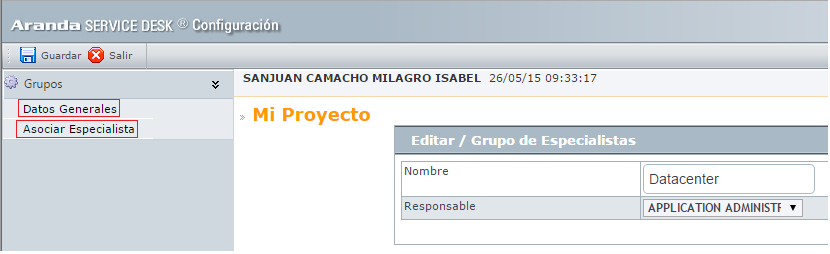 Aranda SERVICE DESK ® Configuración
Guardar Salir
Grupos
Datos Generales
Asociar Especialista
SANJUAN CAMACHO MILAGRO ISABEL 26/05/15 09:33:17
» Mi Proyecto
Editar / Grupo de Especialistas
Nombre Datacenter
Responsable APPLICATION ADMINISTR